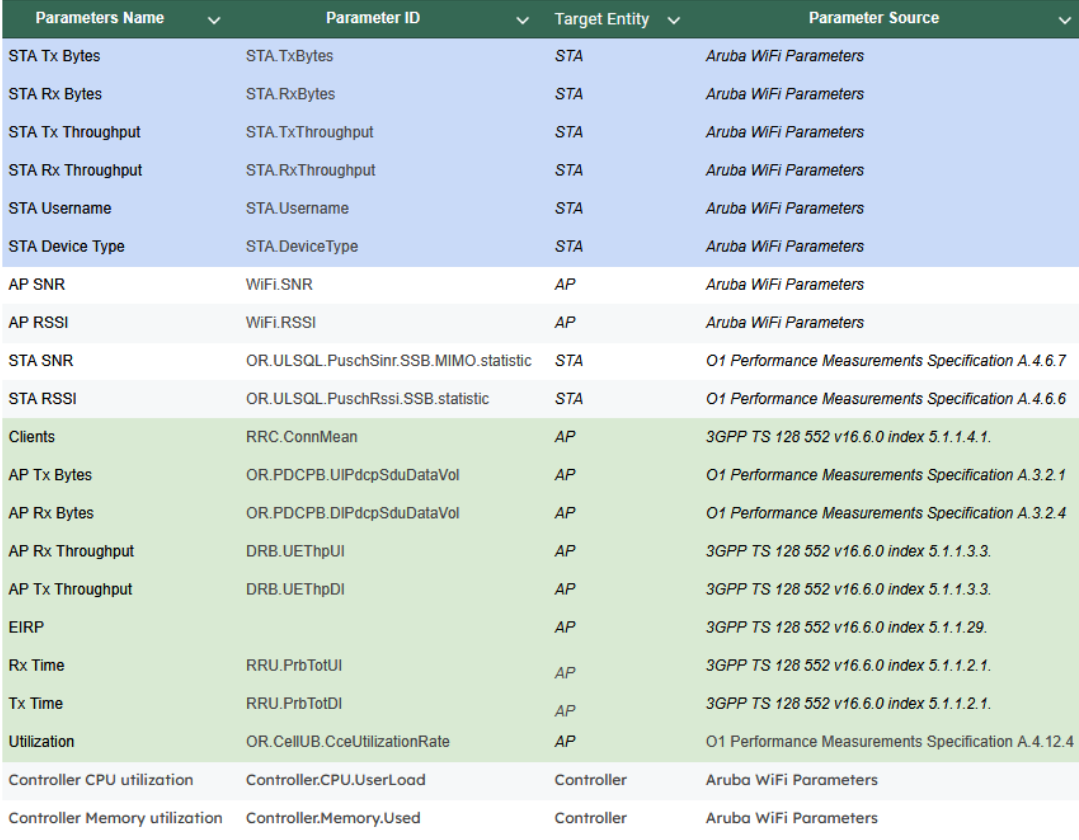 Parameters Name Parameter ID Target Entity Parameter Source
STA Tx Bytes STA.TxBytes STA Aruba WiFi Parameters
STA Rx Bytes STA.RxBytes STA Aruba WiFi Parameters
STA Tx Throughput STA.TxThroughput STA Aruba WiFi Parameters
STA Rx Throughput STA.RxThroughput STA Aruba WiFi Parameters
STA Username STA.Username STA Aruba WiFi Parameters
STA Device Type STA.DeviceType STA Aruba WiFi Parameters
AP SNR WiFi.SNR AP Aruba WiFi Parameters
AP RSSI WiFi.RSSI AP Aruba WiFi Parameters
STA SNR OR.ULSQL.PuschSinr.SSB.MIMO.statistic STA O1 Performance Measurements Specification A.4.6.7
STA RSSI OR.ULSQL.PuschRssi.SSB.statistic STA O1 Performance Measurements Specification A.4.6.6
Clients RRC.ConnMean AP 3GPP TS 128 552 v16.6.0 index 5.1.1.4.1.
AP Tx Bytes OR.PDCPB.UlPdcpSduDataVol AP O1 Performance Measurements Specification A.3.2.1
AP Rx Bytes OR.PDCPB.DlPdcpSduDataVol AP O1 Performance Measurements Specification A.3.2.4
AP Rx Throughput DRB.UEThpUl AP 3GPP TS 128 552 v16.6.0 index 5.1.1.3.3.
AP Tx Throughput DRB.UEThpDl AP 3GPP TS 128 552 v16.6.0 index 5.1.1.3.3.
EIRP AP 3GPP TS 128 552 v16.6.0 index 5.1.1.29.
Rx Time RRU.PrbTotUl AP 3GPP TS 128 552 v16.6.0 index 5.1.1.2.1.
Tx Time RRU.PrbTotDl AP 3GPP TS 128 552 v16.6.0 index 5.1.1.2.1.
Utilization OR.CellUB.CceUtilizationRate AP O1 Performance Measurements Specification A.4.12.4
Controller CPU utilization Controller.CPU.UserLoad Controller Aruba WiFi Parameters
Controller Memory utilization Controller.Memory.Used Controller Aruba WiFi Parameters